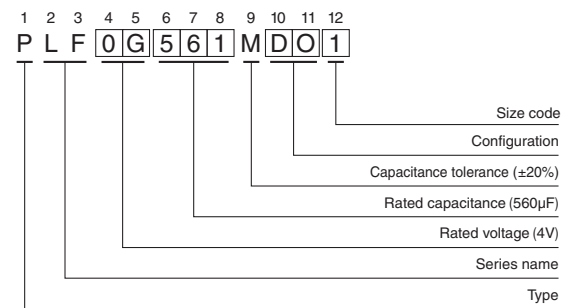 1 2 3 4 5 6 7 8 9 10 11 12
P L F 0 G 5 6 1 M D O 1
Size code
Configuration
Capacitance tolerance (±20%)
Rated capacitance (560µF)
Rated voltage (4V)
Series name
Type